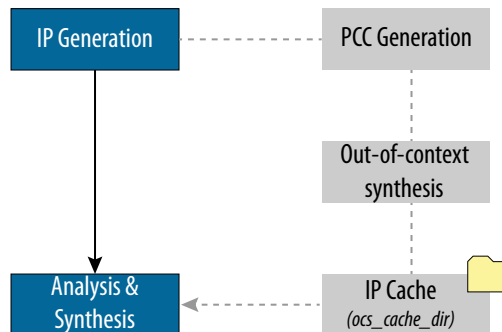 IP Generation
PCC Generation
Out-of-context
synthesis
Analysis &
Synthesis
IP Cache
(ocs_cache_dir)